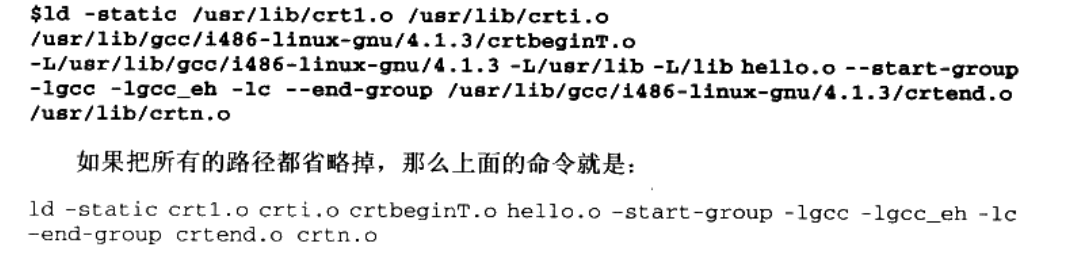 $ld -static /usr/lib/crt1.o /usr/lib/crti.o
/usr/lib/gcc/i486-linux-gnu/4.1.3/crtbeginT.o
-L/usr/lib/gcc/i486-linux-gnu/4.1.3 -L/usr/lib -L/lib hello.o --start-group
-lgcc -lgcc_eh -lc --end-group /usr/lib/gcc/i486-linux-gnu/4.1.3/crtend.o
/usr/lib/crtn.o
如果把所有的路径都省略掉，那么上面的命令就是：
ld -static crt1.o crti.o crtbeginT.o hello.o -start-group -lgcc -lgcc_eh -lc
-end-group crtend.o crtn.o